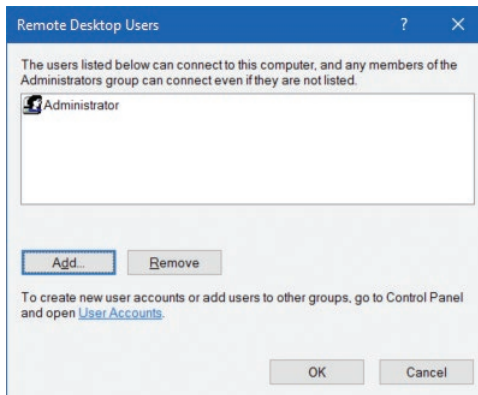 Remote Desktop Users
?
The users listed below can connect to this computer, and any members of the
Administrators group can connect even if they are not listed.
Administrator
Add...
Remove
To create new user accounts or add users to other groups, go to Control Panel
and open User Accounts.
OK
Cancel